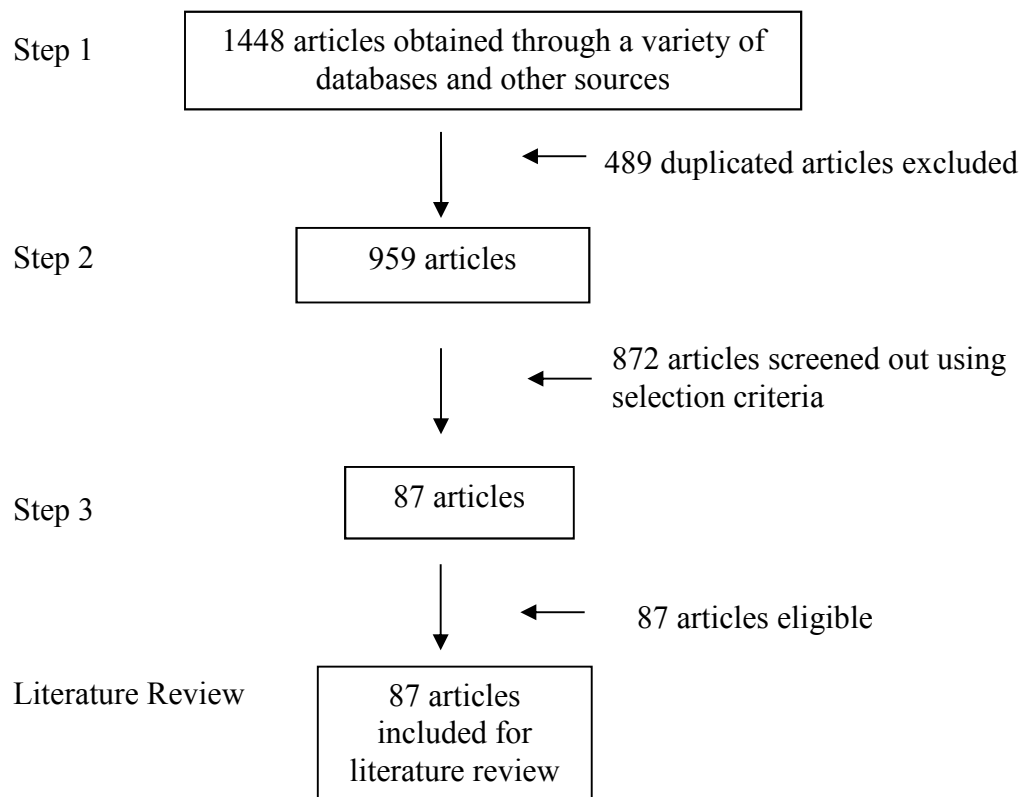 Step 1
1448 articles obtained through a variety of
databases and other sources
489 duplicated articles excluded
Step 2
959 articles
872 articles screened out using
selection criteria
Step 3
87 articles
87 articles eligible
Literature Review
87 articles
included for
literature review